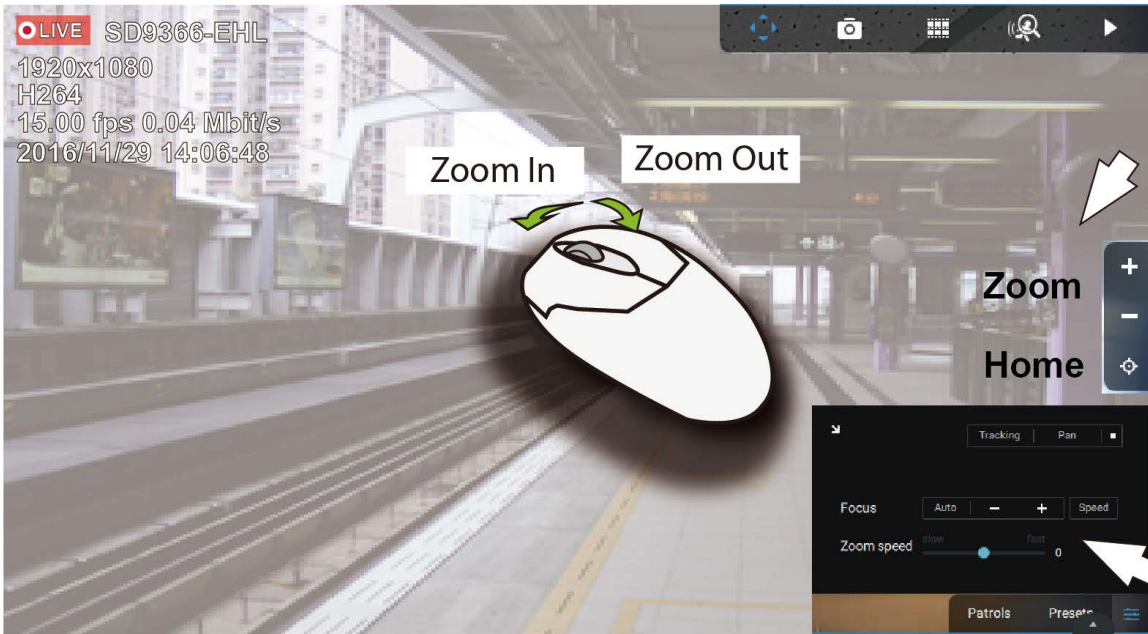 LIVE SD9366-EHL
1920x1080
H264
15.00 fps 0.04 Mbit/s
2016/11/29 14:06:48
Zoom In
Zoom Out
Zoom
+
−
Home
Tracking Pan
Focus Auto − + Speed
slow fast
Zoom speed 0
Patrols Presets